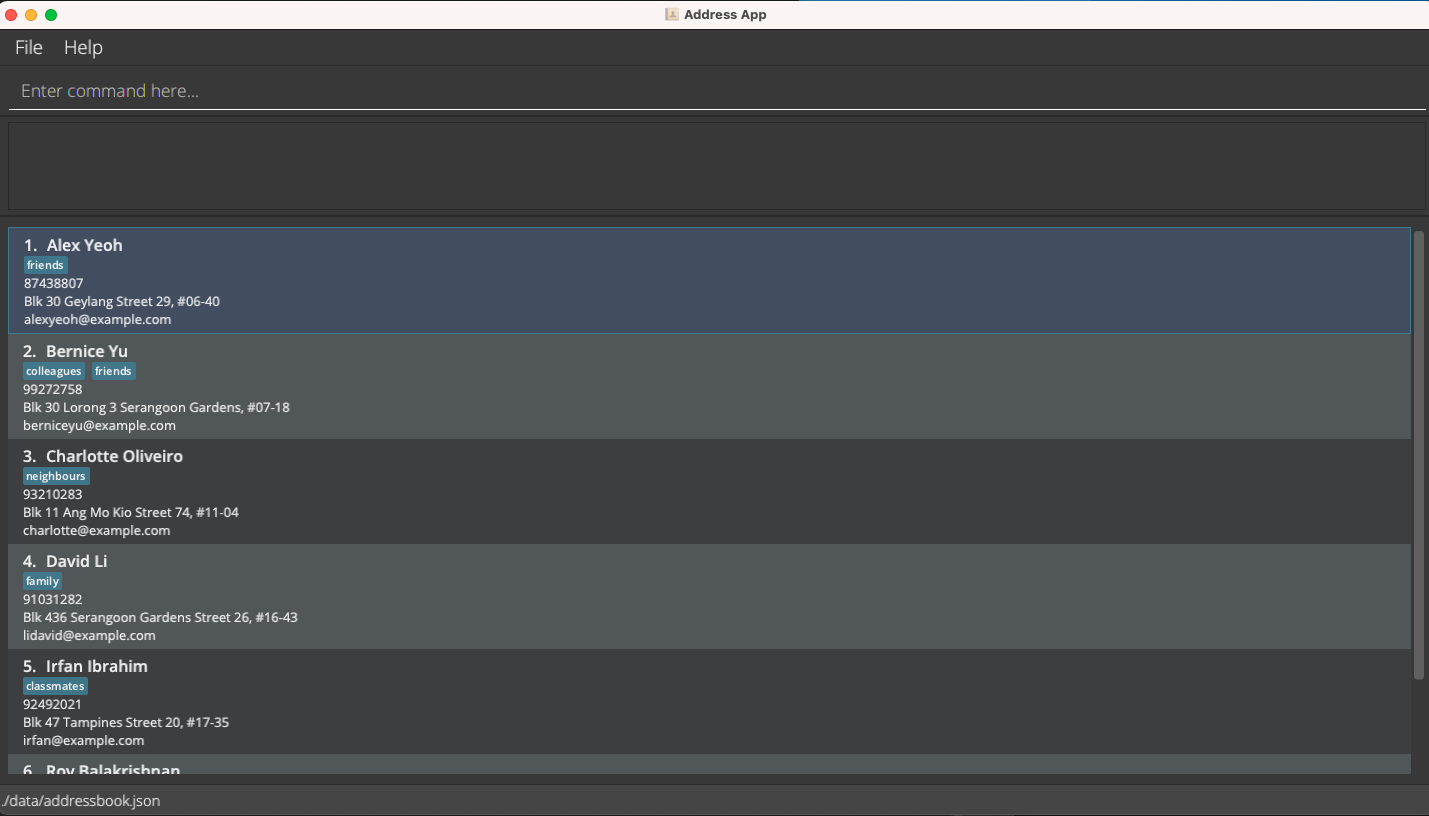 Address App
File Help
Enter command here...
1. Alex Yeoh
friends
87438807
Blk 30 Geylang Street 29, #06-40
alexyeoh@example.com
2. Bernice Yu
colleagues friends
99272758
Blk 30 Lorong 3 Serangoon Gardens, #07-18
berniceyu@example.com
3. Charlotte Oliveiro
neighbours
93210283
Blk 11 Ang Mo Kio Street 74, #11-04
charlotte@example.com
4. David Li
family
91031282
Blk 436 Serangoon Gardens Street 26, #16-43
lidavid@example.com
5. Irfan Ibrahim
classmates
92492021
Blk 47 Tampines Street 20, #17-35
irfan@example.com
6. Roy Balakrishnan
./data/addressbook.json